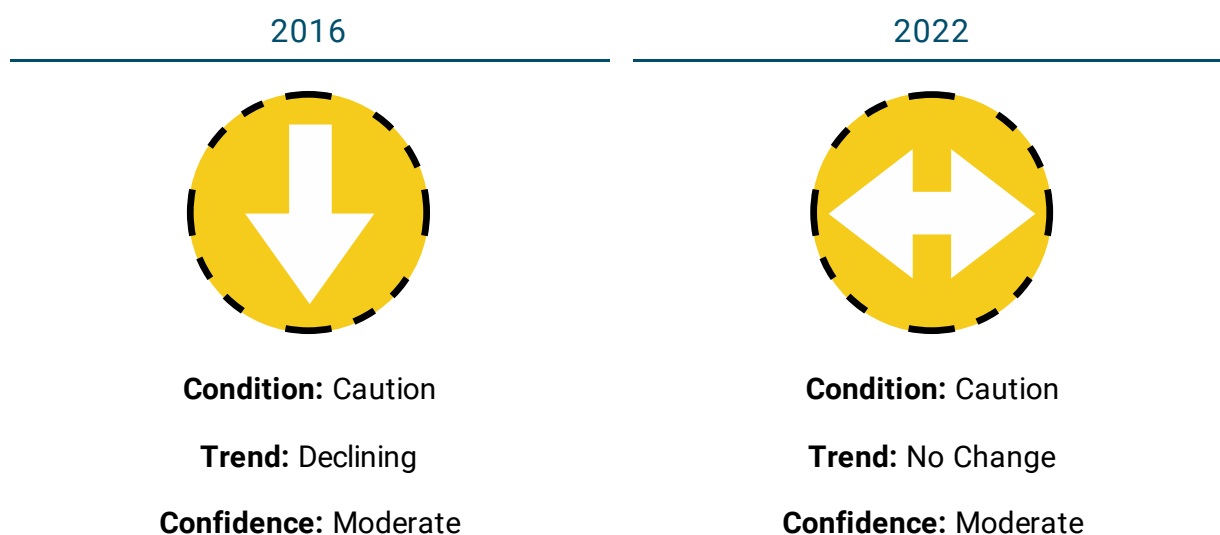 2016
2022
Condition: Caution
Trend: Declining
Confidence: Moderate
Condition: Caution
Trend: No Change
Confidence: Moderate